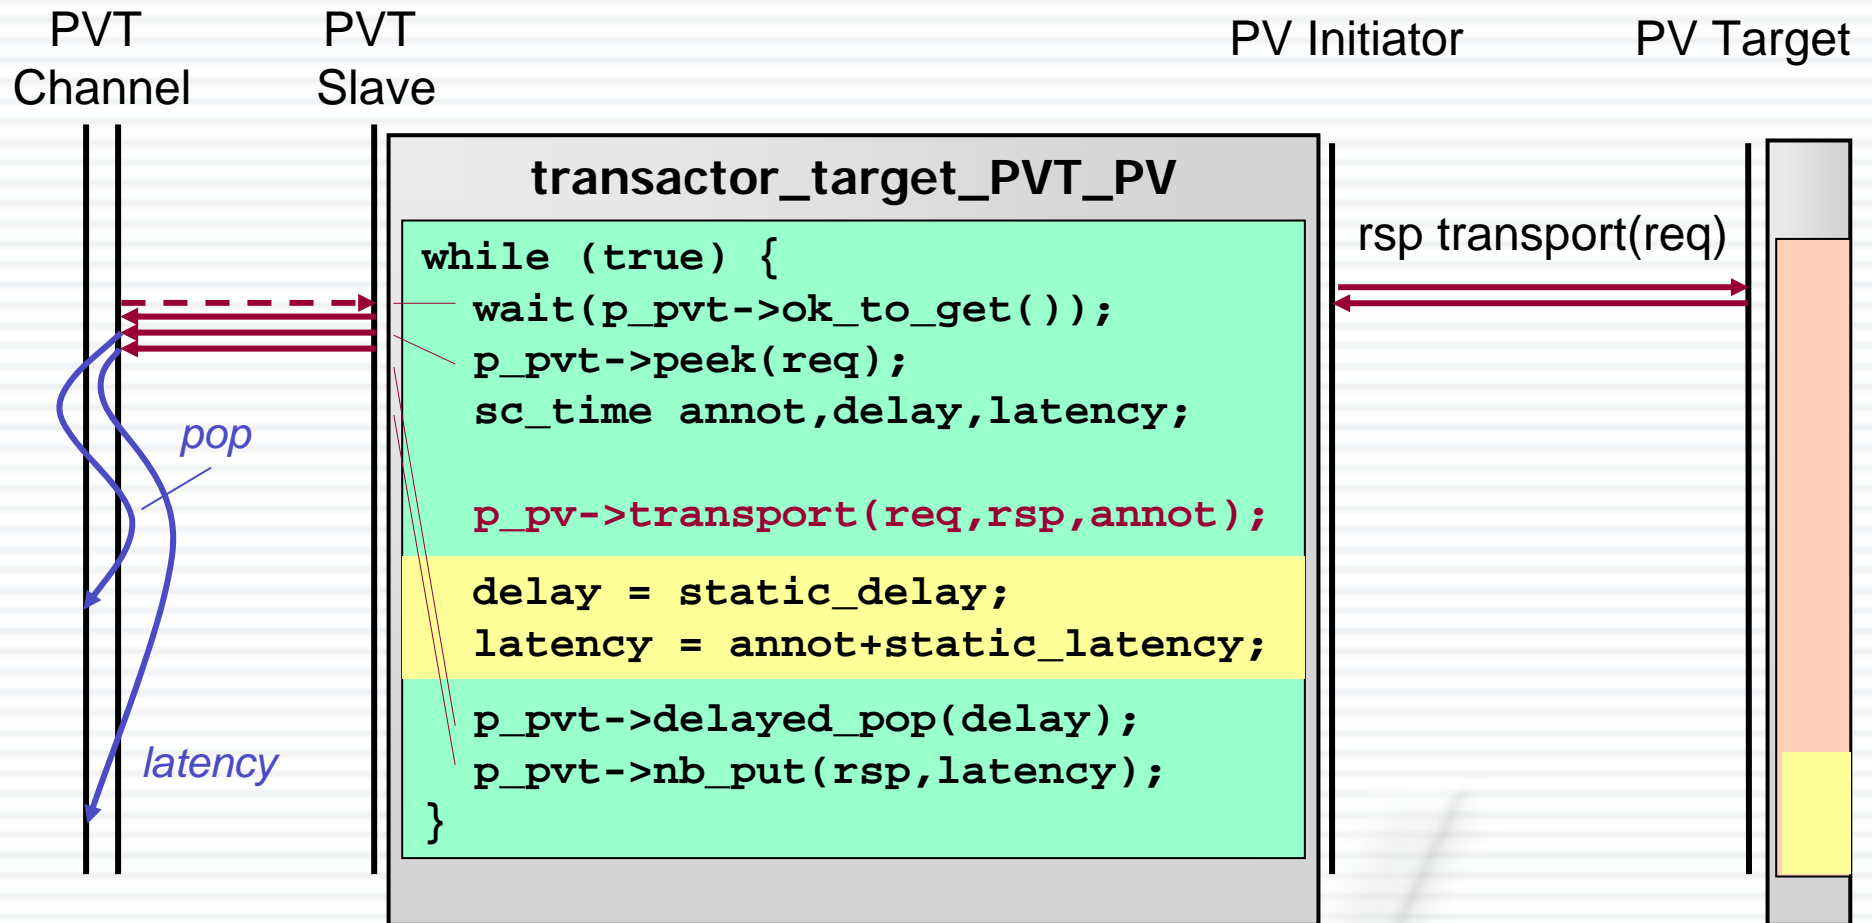 PVT
Channel
PVT
Slave
PV Initiator
PV Target
transactor_target_PVT_PV
while (true) {
wait(p_pvt->ok_to_get());
p_pvt->peek(req);
sc_time annot,delay,latency;
p_pv->transport(req,rsp,annot);
delay = static_delay;
latency = annot+static_latency;
p_pvt->delayed_pop(delay);
p_pvt->nb_put(rsp,latency);
}
rsp transport(req)
pop
latency